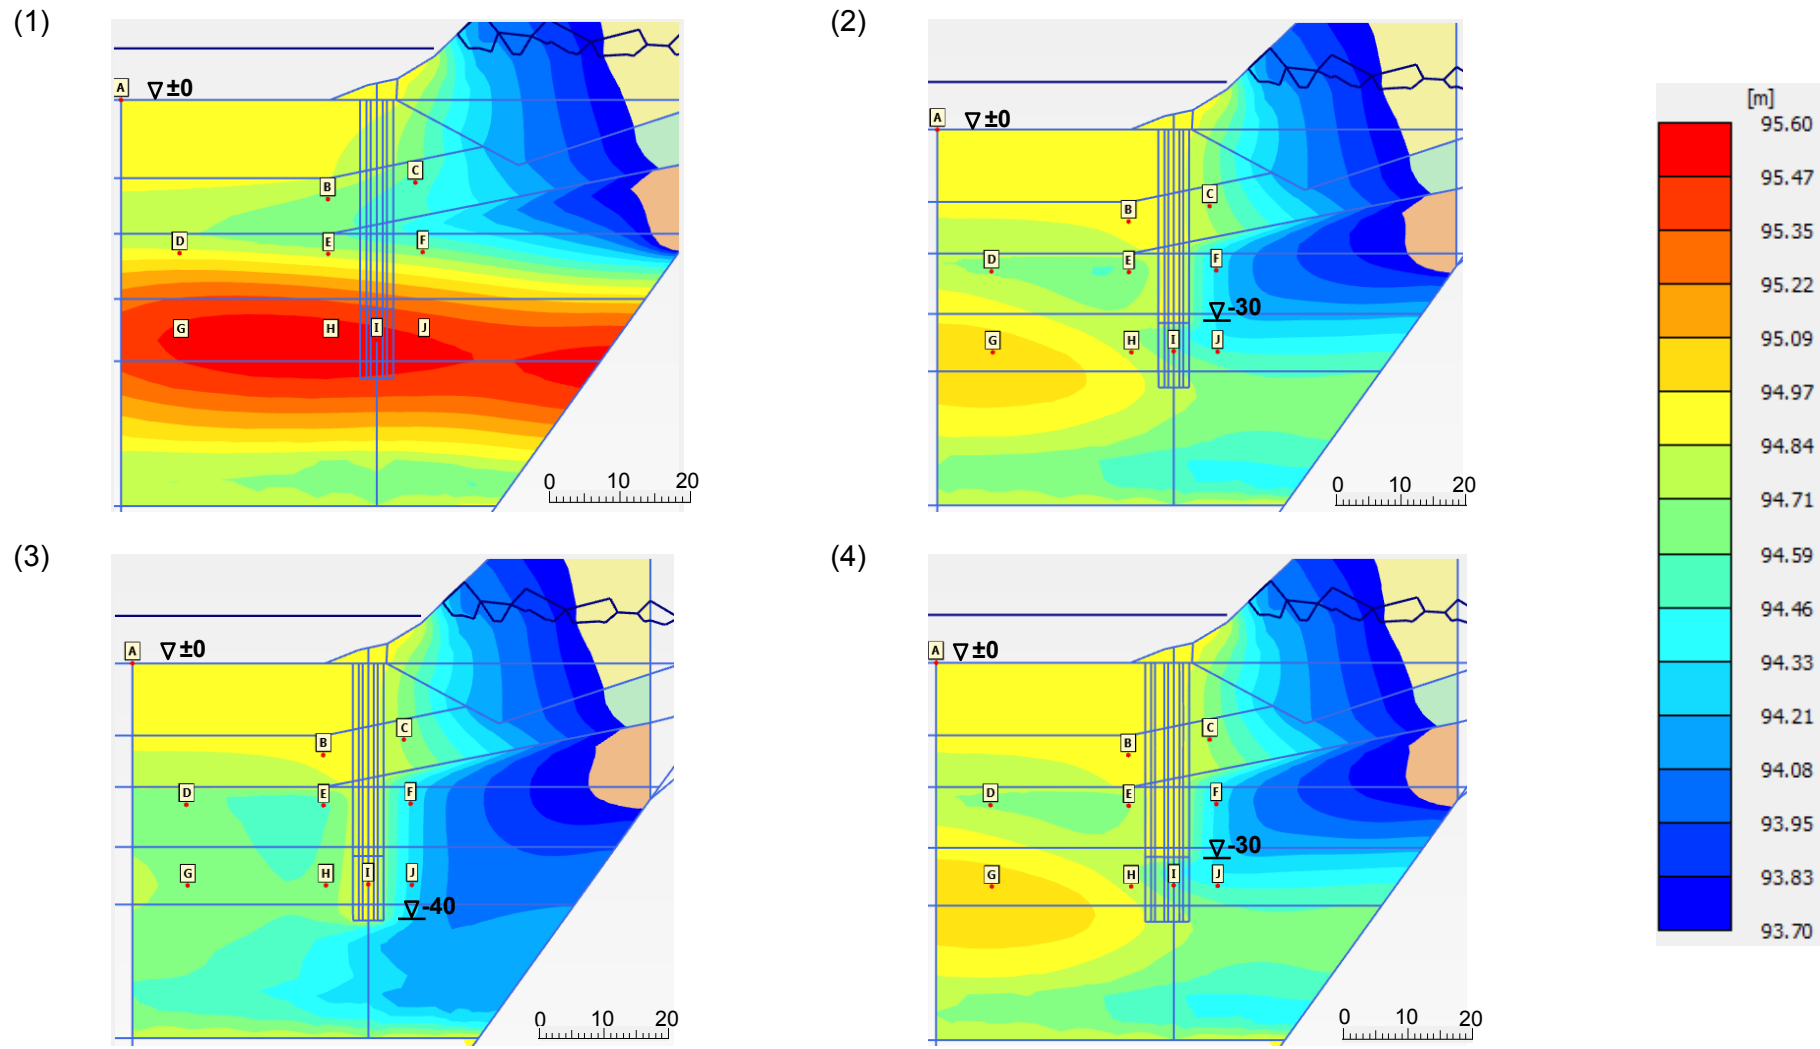 (1)
A ▽±0
B
C
D
E
F
G
H
I
J
0 10 20
(2)
A ▽±0
B
C
D
E
F
▽-30
G
H
I
J
0 10 20
(3)
A ▽±0
B
C
D
E
F
G
H
I
J
▽-40
0 10 20
(4)
A ▽±0
B
C
D
E
F
▽-30
G
H
I
J
0 10 20
[m]
95.60
95.47
95.35
95.22
95.09
94.97
94.84
94.71
94.59
94.46
94.33
94.21
94.08
93.95
93.83
93.70